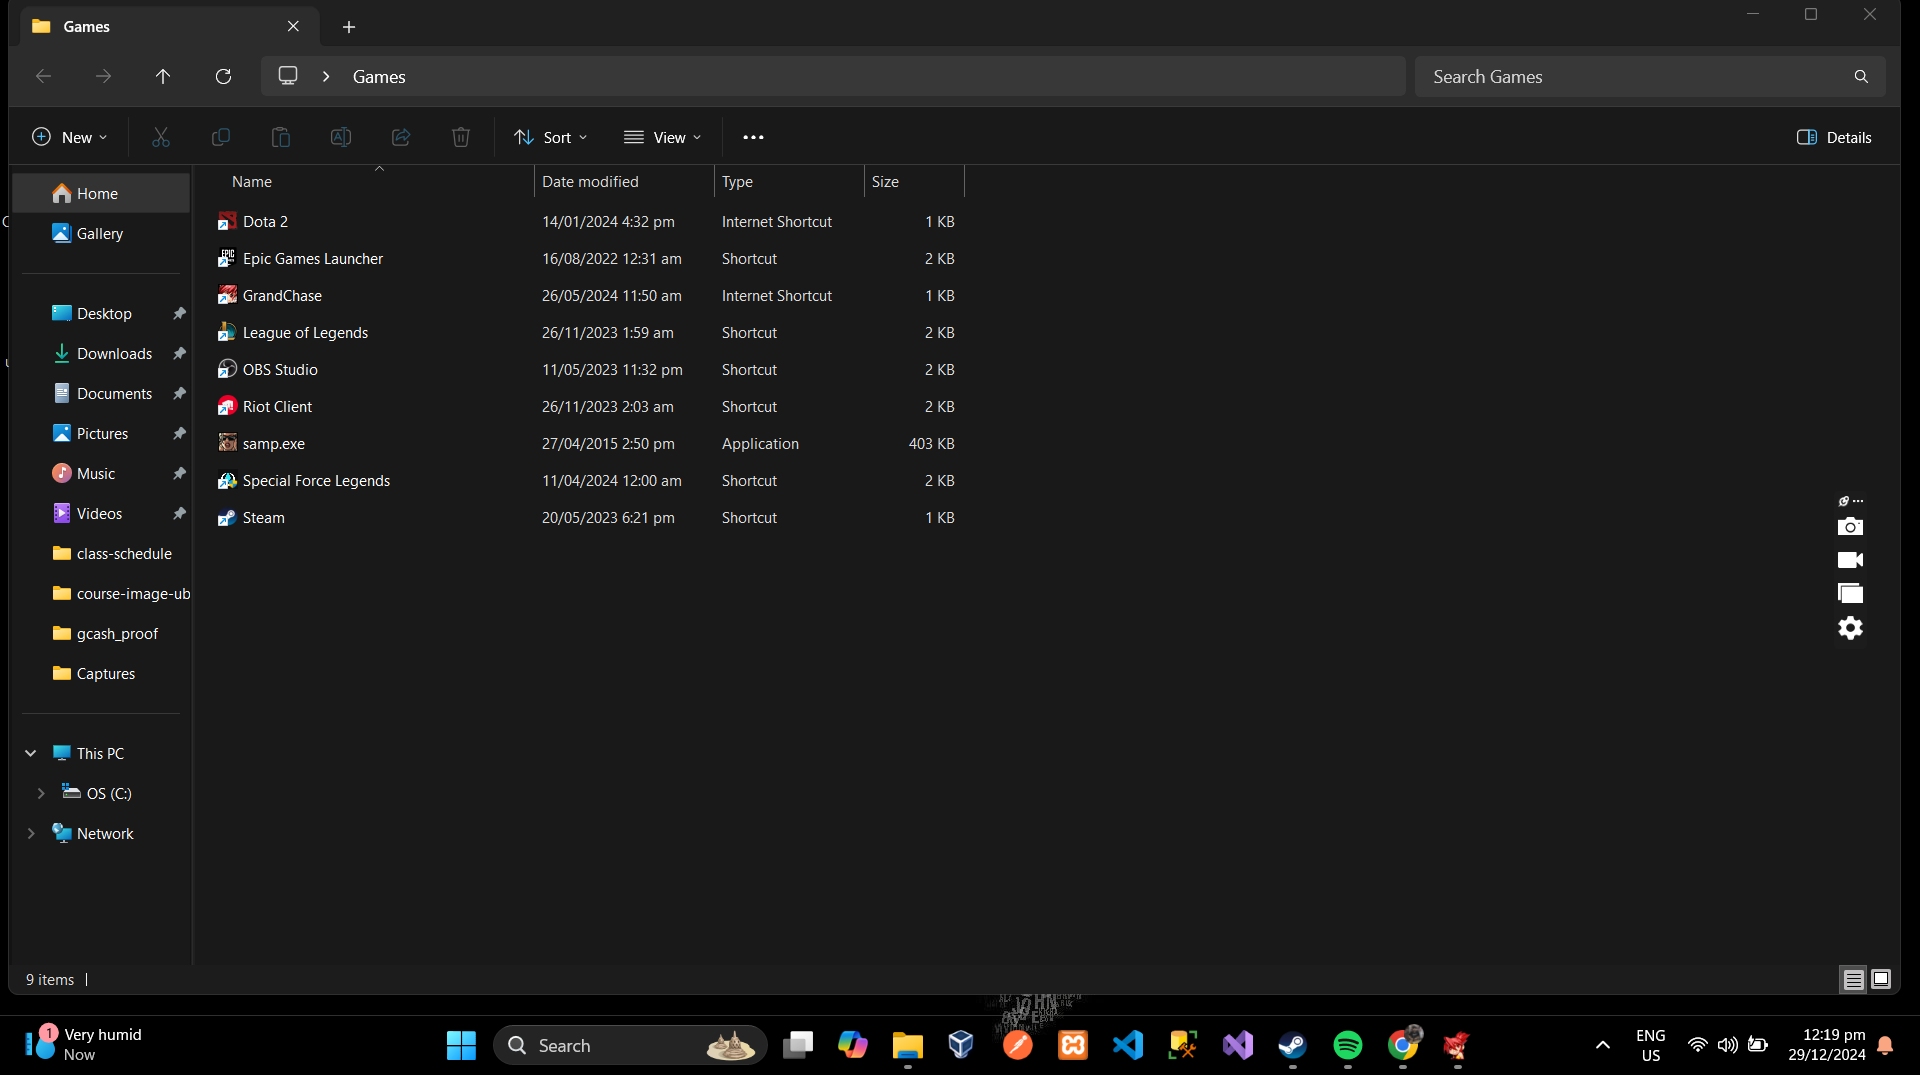 Games
Games
Search Games
New
Sort
View
Details
Name Date modified Type Size
Home
Gallery
Desktop
Downloads
Documents
Pictures
Music
Videos
class-schedule
course-image-ub
gcash_proof
Captures
This PC
OS (C:)
Network
Dota 2 14/01/2024 4:32 pm Internet Shortcut 1 KB
Epic Games Launcher 16/08/2022 12:31 am Shortcut 2 KB
GrandChase 26/05/2024 11:50 am Internet Shortcut 1 KB
League of Legends 26/11/2023 1:59 am Shortcut 2 KB
OBS Studio 11/05/2023 11:32 pm Shortcut 2 KB
Riot Client 26/11/2023 2:03 am Shortcut 2 KB
samp.exe 27/04/2015 2:50 pm Application 403 KB
Special Force Legends 11/04/2024 12:00 am Shortcut 2 KB
Steam 20/05/2023 6:21 pm Shortcut 1 KB
9 items
JOHN
1
Very humid
Now
Search
ENG
US
12:19 pm
29/12/2024